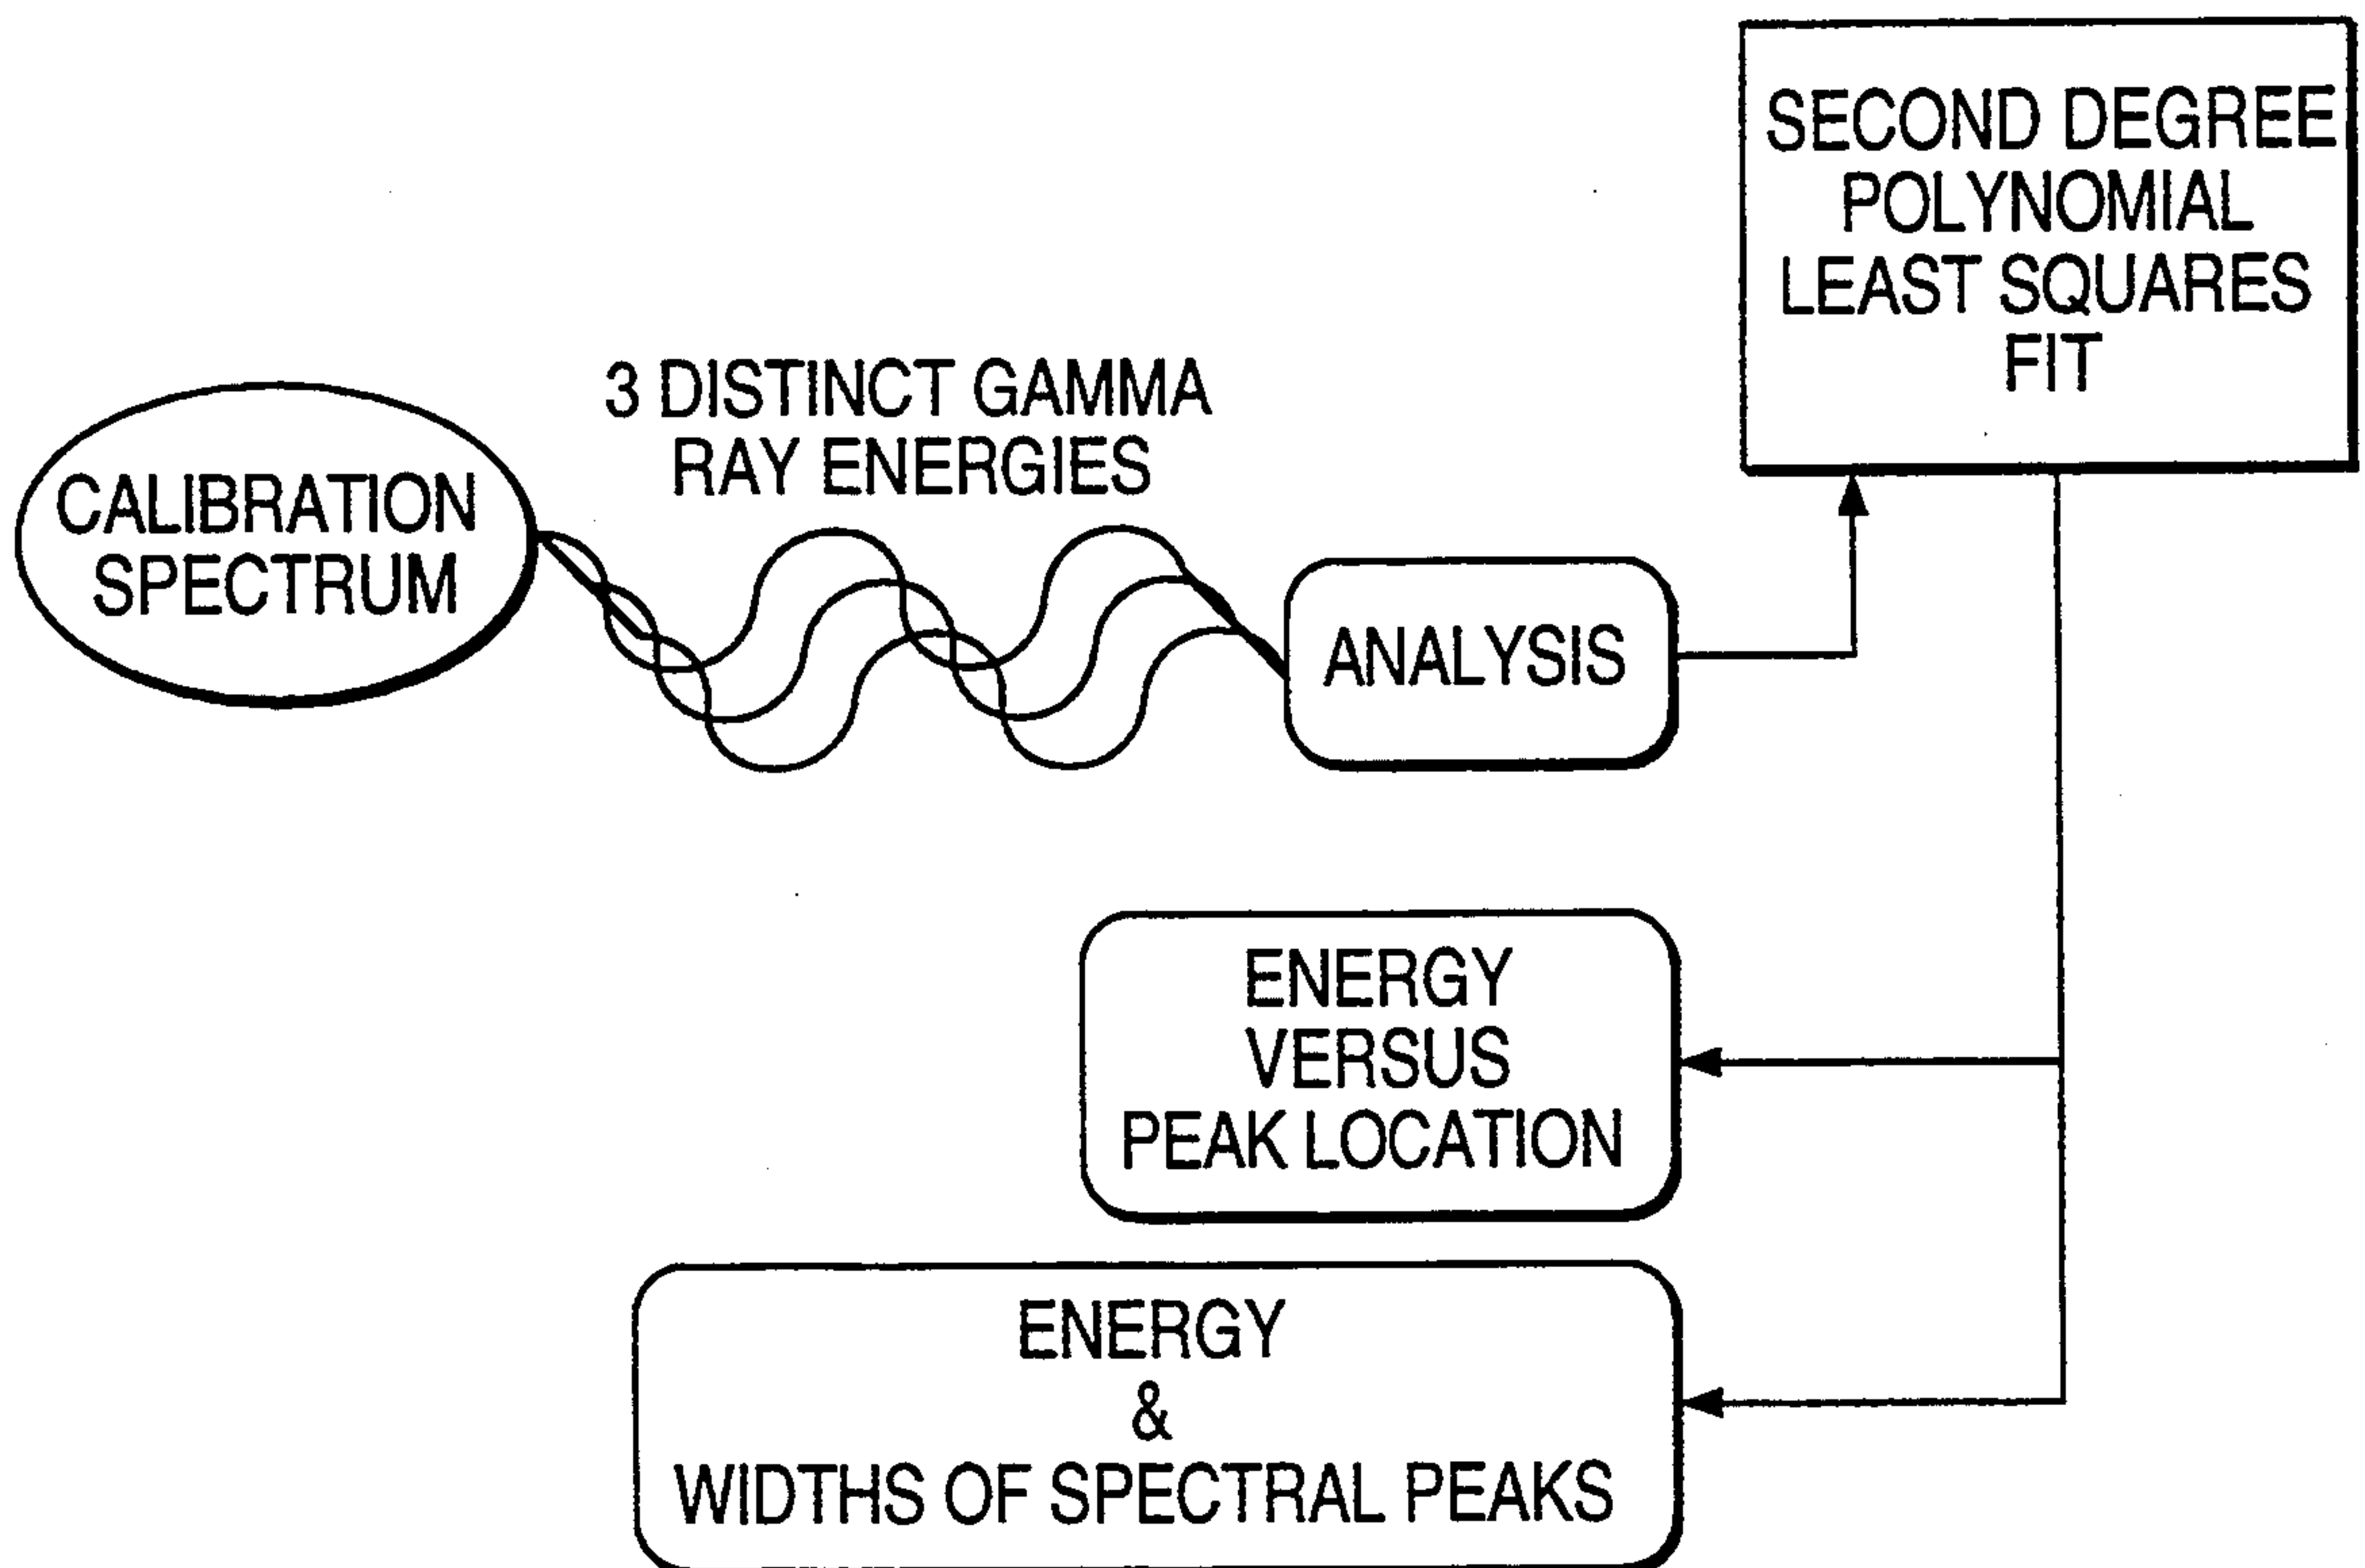 SECOND DEGREE
POLYNOMIAL
LEAST SQUARES
FIT
3 DISTINCT GAMMA
RAY ENERGIES
CALIBRATION
SPECTRUM
ANALYSIS
ENERGY
VERSUS
PEAK LOCATION
ENERGY
&
WIDTHS OF SPECTRAL PEAKS